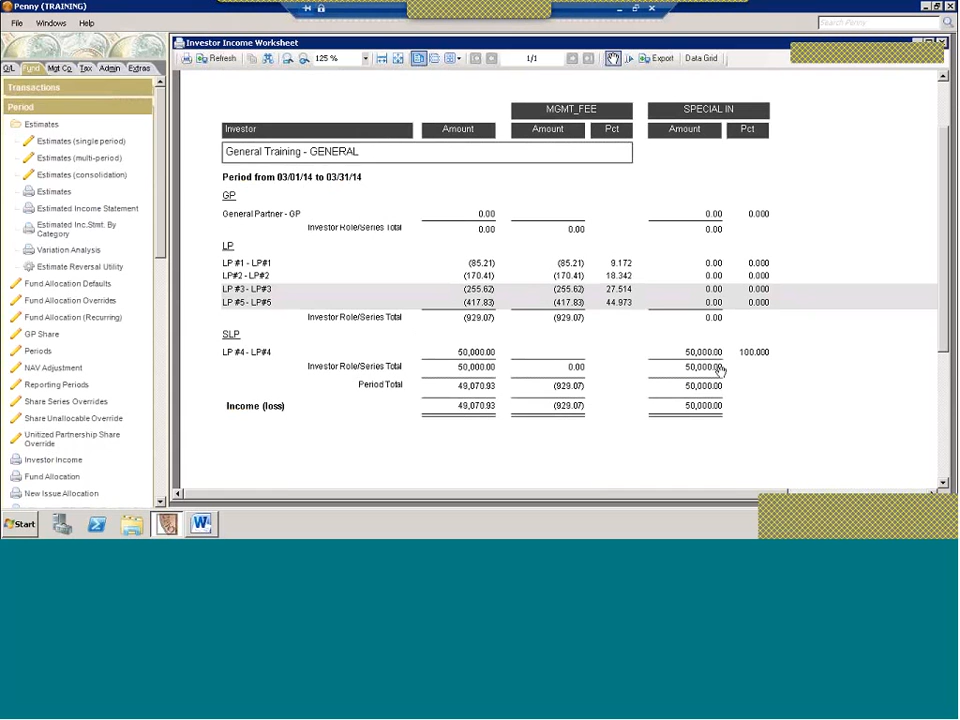 Penny (TRAINING)
File Windows Help
Search Penny
Investor Income Worksheet
Refresh 125 % 1/1 Export Data Grid
G/L Fund Mgt Co Tax Admin Extras
Transactions
Period
Estimates
Estimates (single period)
Estimates (multi-period)
Estimates (consolidation)
Estimates
Estimated Income Statement
Estimated Inc.Stmt. By
Category
Variation Analysis
Estimate Reversal Utility
Fund Allocation Defaults
Fund Allocation Overrides
Fund Allocation (Recurring)
GP Share
Periods
NAV Adjustment
Reporting Periods
Share Series Overrides
Share Unallocable Override
Unitized Partnership Share
Override
Investor Income
Fund Allocation
New Issue Allocation
MGMT_FEE SPECIAL IN
Investor Amount Amount Pct Amount Pct
General Training - GENERAL
Period from 03/01/14 to 03/31/14
GP
General Partner - GP 0.00 0.00 0.000
Investor Role/Series Total 0.00 0.00 0.00
LP
LP #1 - LP#1 (85.21) (85.21) 9.172 0.00 0.000
LP#2 - LP#2 (170.41) (170.41) 18.342 0.00 0.000
LP #3 - LP#3 (255.62) (255.62) 27.514 0.00 0.000
LP #5 - LP#5 (417.83) (417.83) 44.973 0.00 0.000
Investor Role/Series Total (929.07) (929.07) 0.00
SLP
LP #4 - LP#4 50,000.00 50,000.00 100.000
Investor Role/Series Total 50,000.00 0.00 50,000.00
Period Total 49,070.93 (929.07) 50,000.00
Income (loss) 49,070.93 (929.07) 50,000.00
Start